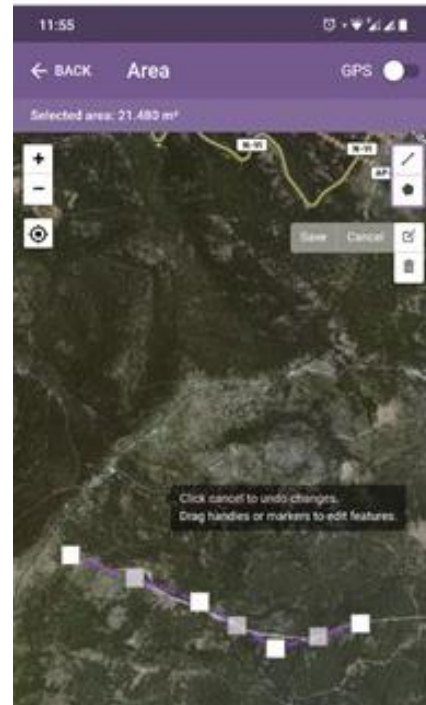 11:55
← BACK Area GPS
Selected area: 21.480 m²
N-VI N-VI
AP
+
−
Save Cancel
Click cancel to undo changes.
Drag handles or markers to edit features.